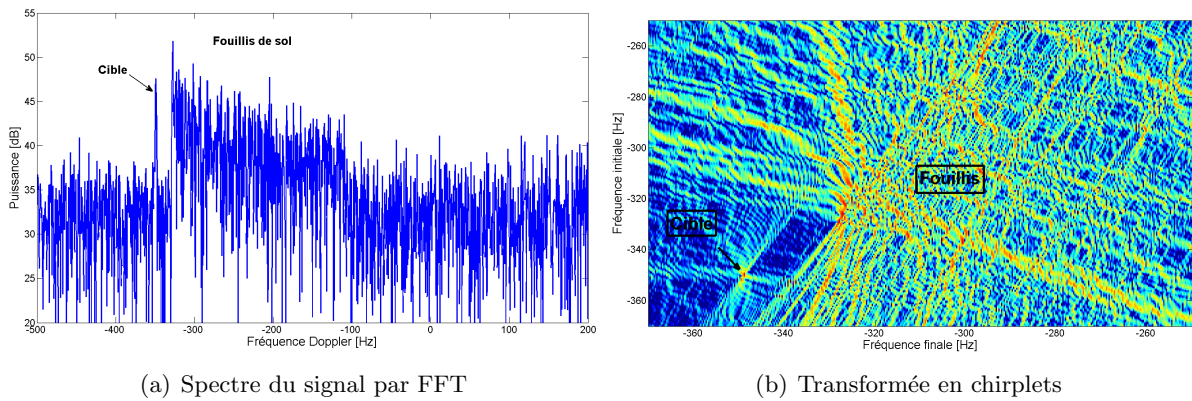 55
50
45
40
35
30
25
20
-500
-400
-300
-200
-100
0
100
200
Puissance [dB]
Fréquence Doppler [Hz]
Cible
Fouillis de sol
(a) Spectre du signal par FFT
-260
-280
-300
-320
-340
-360
-360
-340
-320
-300
-280
-260
Fréquence initiale [Hz]
Fréquence finale [Hz]
Fouillis
Cible
(b) Transformée en chirplets